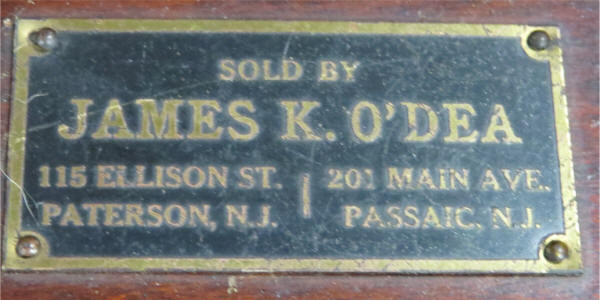 SOLD BY
JAMES K. O'DEA
115 ELLISON ST. | 201 MAIN AVE.
PATERSON, N.J. | PASSAIC, N.J.